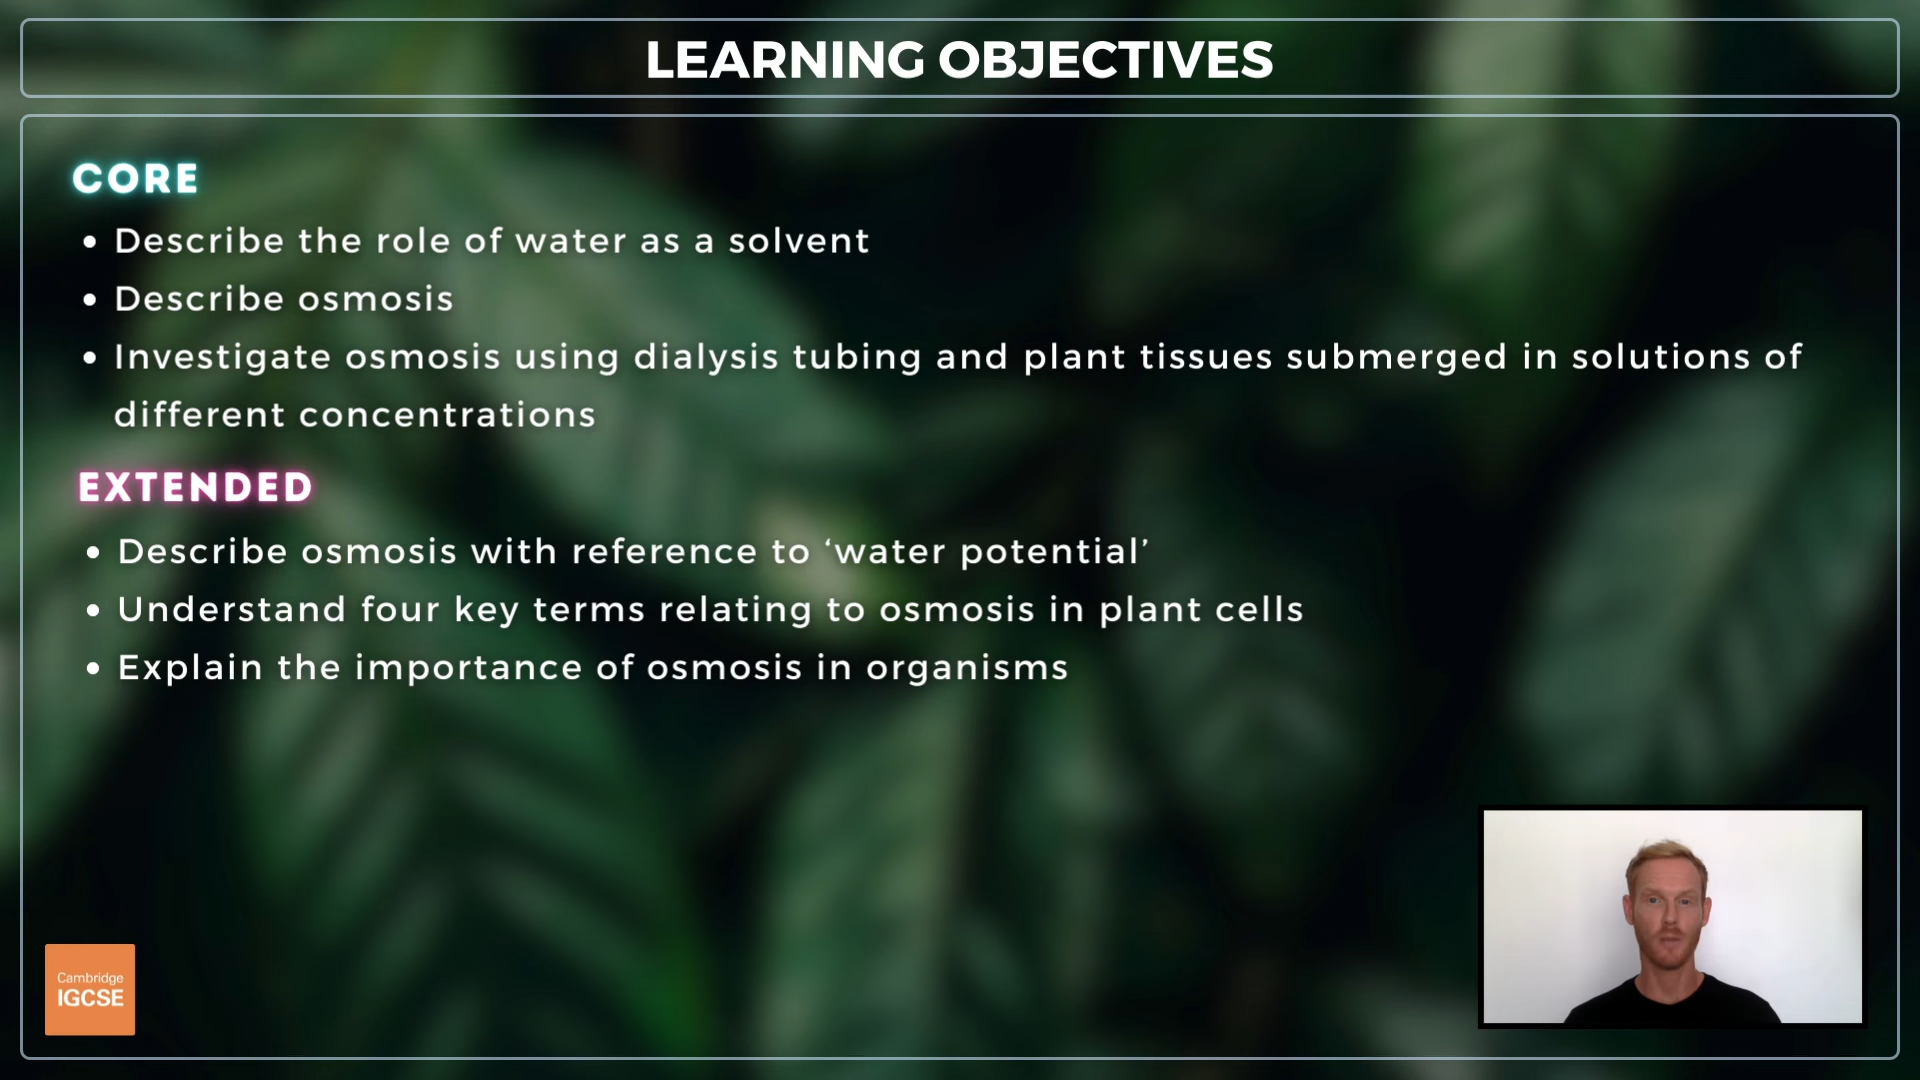 LEARNING OBJECTIVES
CORE
• Describe the role of water as a solvent
• Describe osmosis
• Investigate osmosis using dialysis tubing and plant tissues submerged in solutions of
different concentrations
EXTENDED
• Describe osmosis with reference to ‘water potential’
• Understand four key terms relating to osmosis in plant cells
• Explain the importance of osmosis in organisms
Cambridge
IGCSE